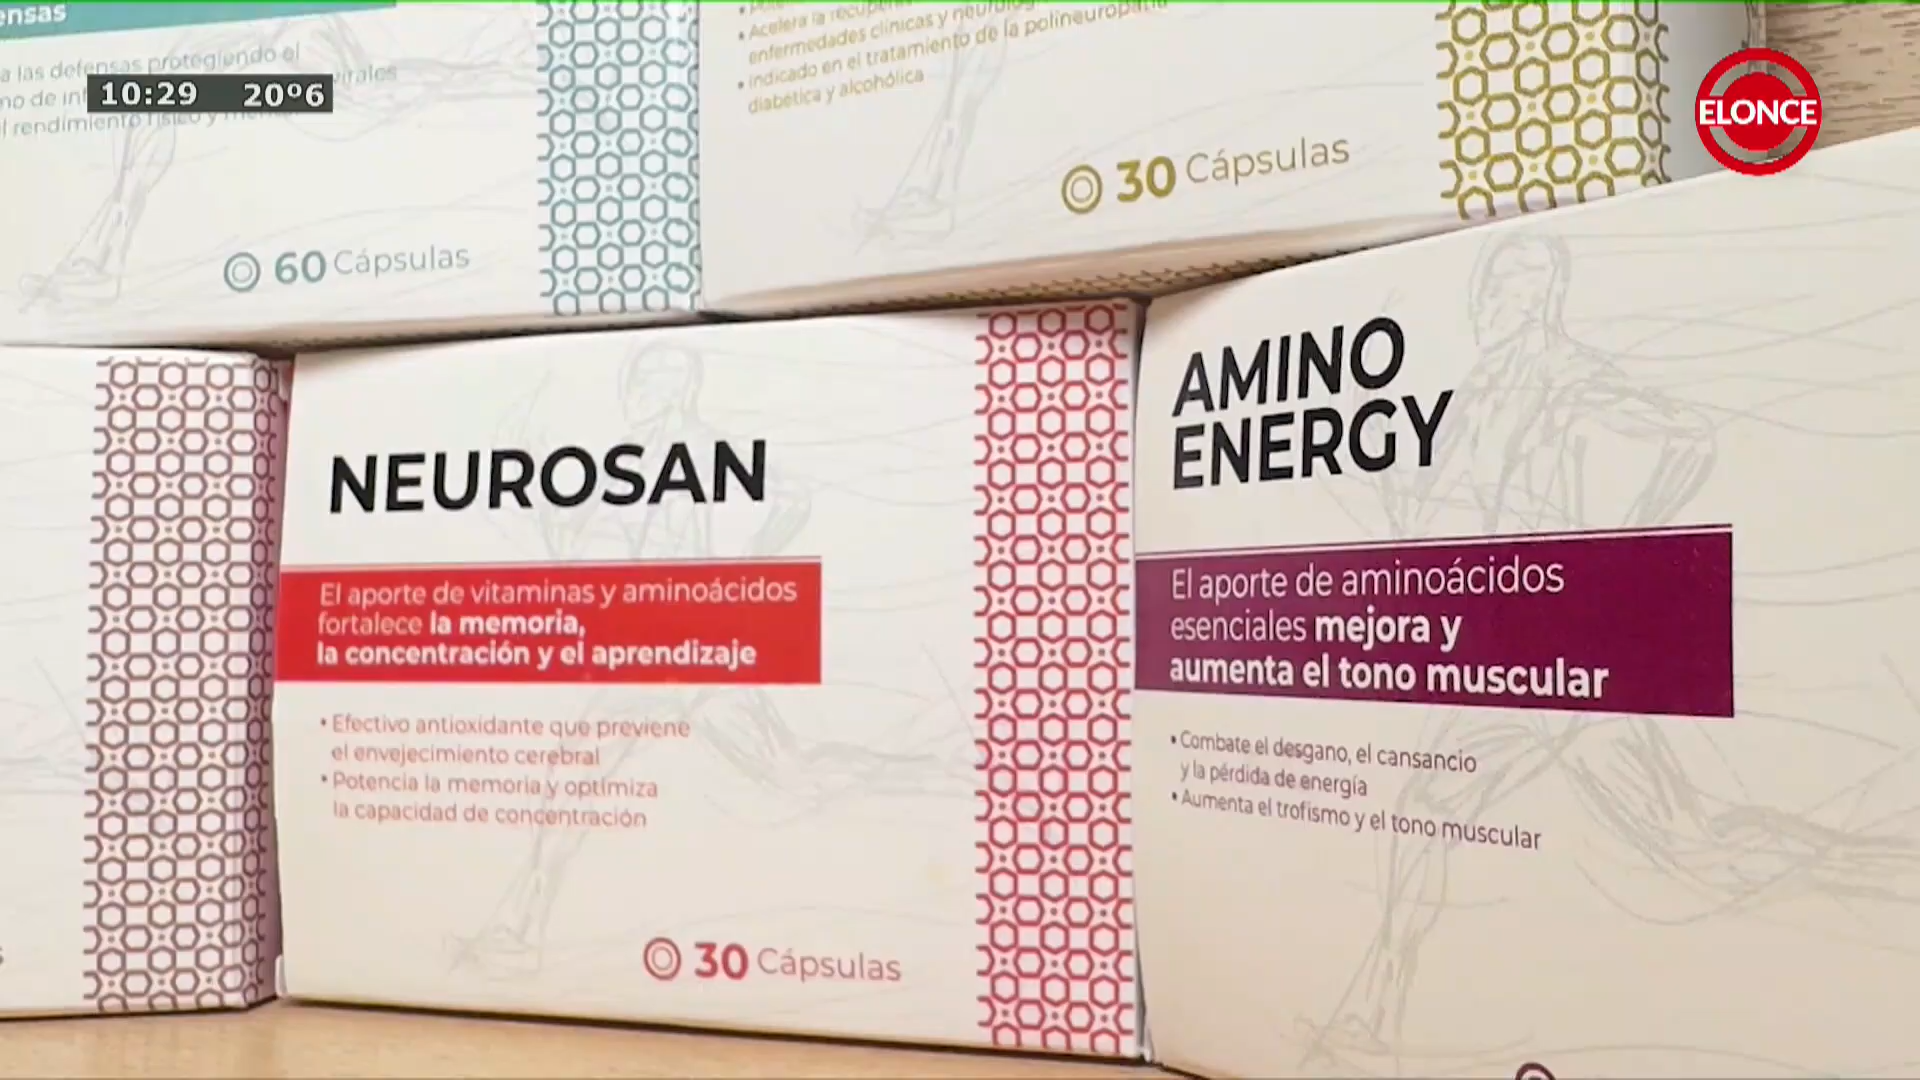 ensas
a las defensas protegiendo el
virales
10:29 20º6
l rendimiento físico y
60 Cápsulas
enfermedades clínicas y
• Indicado en el tratamiento de la
diabética y alcohólica
30 Cápsulas
ELONCE
NEUROSAN
El aporte de vitaminas y aminoácidos
fortalece la memoria,
la concentración y el aprendizaje
• Efectivo antioxidante que previene
el envejecimiento cerebral
• Potencia la memoria y optimiza
la capacidad de concentración
30 Cápsulas
AMINO
ENERGY
El aporte de aminoácidos
esenciales mejora y
aumenta el tono muscular
• Combate el desgano, el cansancio
y la pérdida de energía
• Aumenta el trofismo y el tono muscular